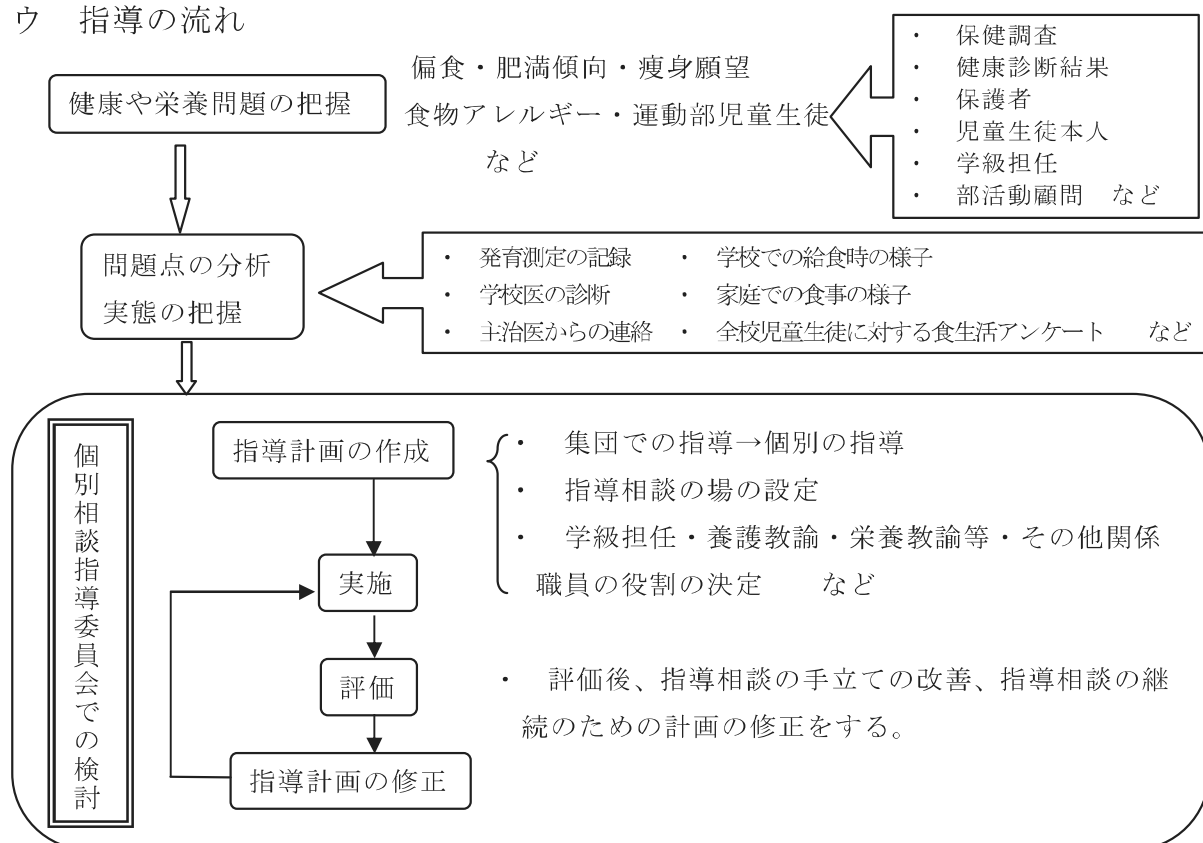 ウ 指導の流れ
健康や栄養問題の把握
偏食・肥満傾向・痩身願望
食物アレルギー・運動部児童生徒
など
・ 保健調査
・ 健康診断結果
・ 保護者
・ 児童生徒本人
・ 学級担任
・ 部活動顧問 など
問題点の分析
実態の把握
・ 発育測定の記録 ・ 学校での給食時の様子
・ 学校医の診断 ・ 家庭での食事の様子
・ 主治医からの連絡 ・ 全校児童生徒に対する食生活アンケート など
個別相談指導委員会での検討
指導計画の作成
・ 集団での指導→個別の指導
・ 指導相談の場の設定
・ 学級担任・養護教諭・栄養教諭等・その他関係
職員の役割の決定 など
実施
評価
・ 評価後、指導相談の手立ての改善、指導相談の継
続のための計画の修正をする。
指導計画の修正